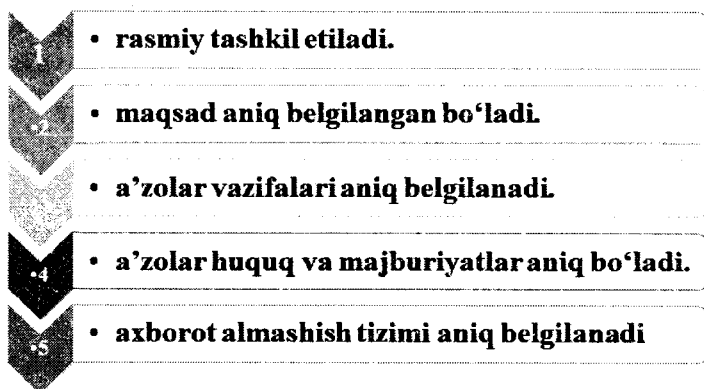 1
• rasmiy tashkil etiladi.
•2
• maqsad aniq belgilangan bo‘ladi.
• a’zolar vazifalari aniq belgilanadi.
•4
• a’zolar huquq va majburiyatlar aniq bo‘ladi.
•5
• axborot almashish tizimi aniq belgilanadi